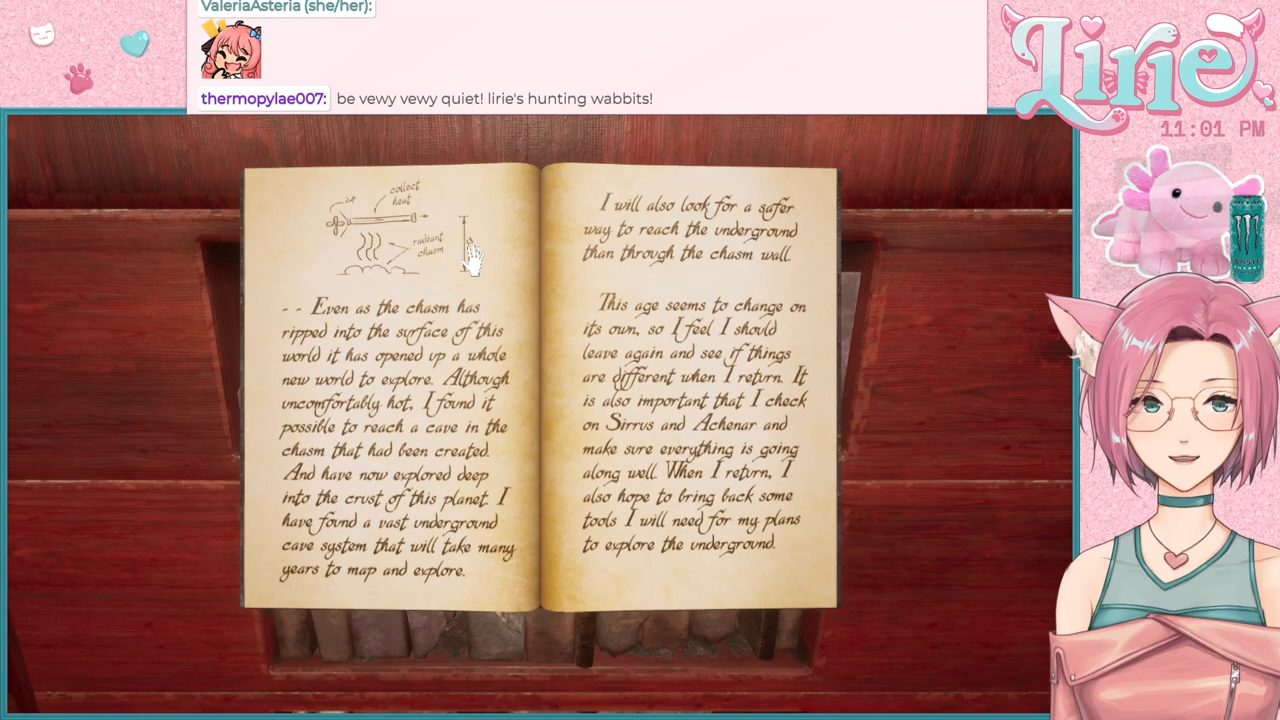 ValeriaAsteria (she/her):
thermopylae007: be vewy vewy quiet! lirie's hunting wabbits!
Lirie
11:01 PM
collect
heat
radiant
chasm
- - Even as the chasm has
ripped into the surface of this
world it has opened up a whole
new world to explore. Although
uncomfortably hot, I found it
possible to reach a cave in the
chasm that had been created.
And have now explored deep
into the crust of this planet. I
have found a vast underground
cave system that will take many
years to map and explore.
I will also look for a safer
way to reach the underground
than through the chasm wall.
This age seems to change on
its own, so I feel I should
leave again and see if things
are different when I return. It
is also important that I check
on Sirrus and Achenar and
make sure everything is going
along well. When I return, I
also hope to bring back some
tools I will need for my plans
to explore the underground.